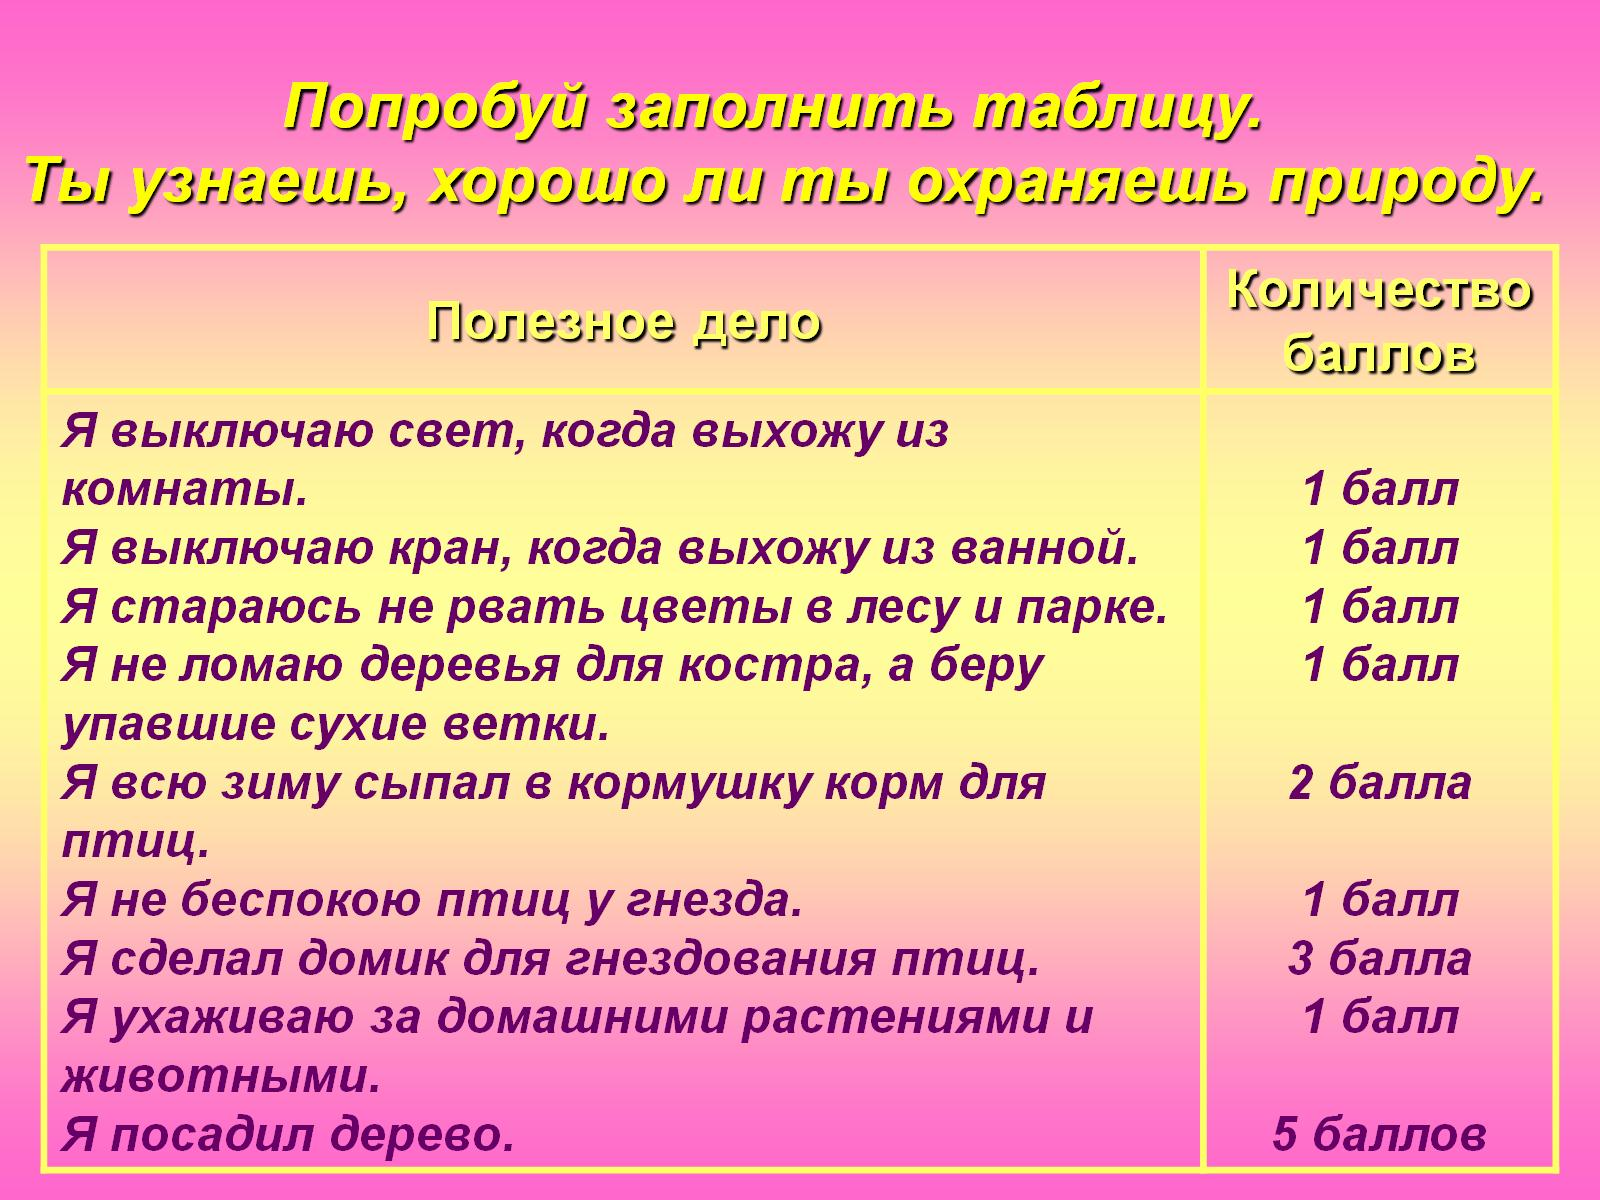 Попробуй заполнить таблицу.
Ты узнаешь, хорошо ли ты охраняешь природу.
Полезное дело
Количество
баллов
Я выключаю свет, когда выхожу из
комнаты.
1 балл
Я выключаю кран, когда выхожу из ванной.
1 балл
Я стараюсь не рвать цветы в лесу и парке.
1 балл
Я не ломаю деревья для костра, а беру
1 балл
упавшие сухие ветки.
Я всю зиму сыпал в кормушку корм для
2 балла
птиц.
Я не беспокою птиц у гнезда.
1 балл
Я сделал домик для гнездования птиц.
3 балла
Я ухаживаю за домашними растениями и
1 балл
животными.
Я посадил дерево.
5 баллов